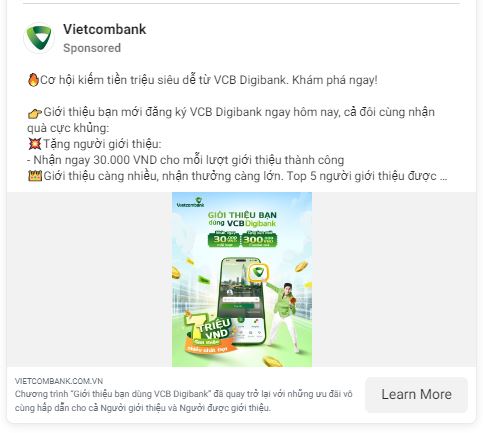 Vietcombank
Sponsored
🔥Cơ hội kiếm tiền triệu siêu dễ từ VCB Digibank. Khám phá ngay!
👉Giới thiệu bạn mới đăng ký VCB Digibank ngay hôm nay, cả đôi cùng nhận
quà cực khủng:
💥Tặng người giới thiệu:
- Nhận ngay 30.000 VND cho mỗi lượt giới thiệu thành công
👑Giới thiệu càng nhiều, nhận thưởng càng lớn. Top 5 người giới thiệu được ...
Vietcombank
GIỚI THIỆU BẠN
dùng VCB Digibank
30.000
300.000
7 TRIỆU
VND
VIETCOMBANK.COM.VN
Chương trình “Giới thiệu bạn dùng VCB Digibank” đã quay trở lại với những ưu đãi vô
cùng hấp dẫn cho cả Người giới thiệu và Người được giới thiệu.
Learn More